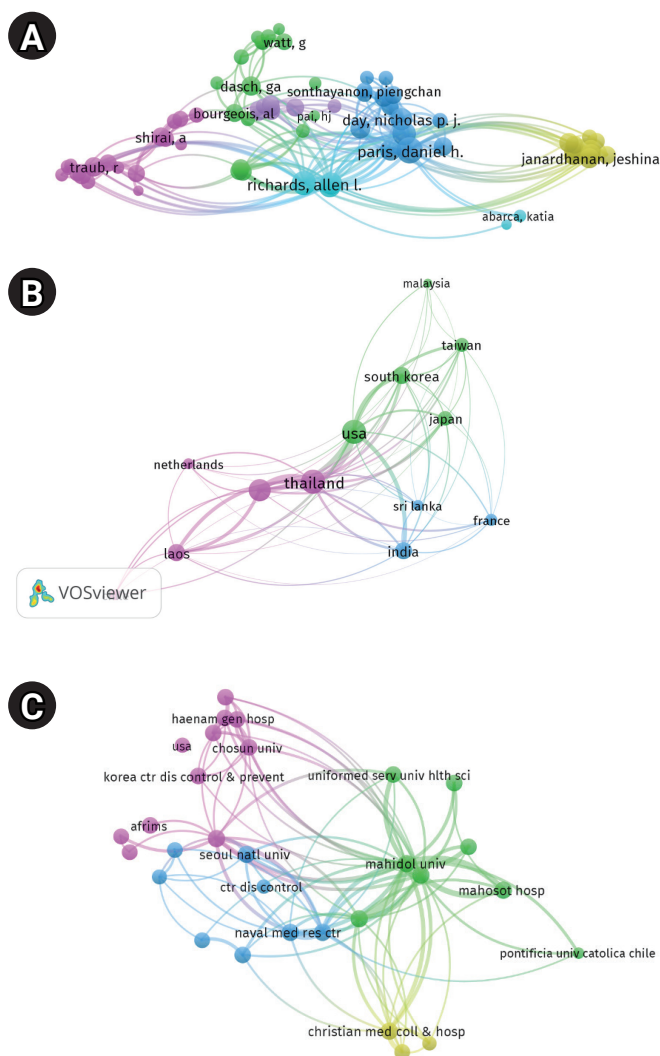 A
watt, g
dasch, ga
sonthayanon, piengchan
bourgeois, al
pai, hj
day, nicholas p. j.
shirai, a
paris, daniel h.
janardhanan, jeshina
traub, r
richards, allen l.
abarca, katia
B
malaysia
taiwan
south korea
japan
usa
netherlands
thailand
sri lanka
france
laos
india
VOSviewer
C
haenam gen hosp
usa
chosun univ
korea ctr dis control & prevent
uniformed serv univ hlth sci
afrims
seoul natl univ
mahidol univ
ctr dis control
mahosot hosp
naval med res ctr
pontificia univ catolica chile
christian med coll & hosp